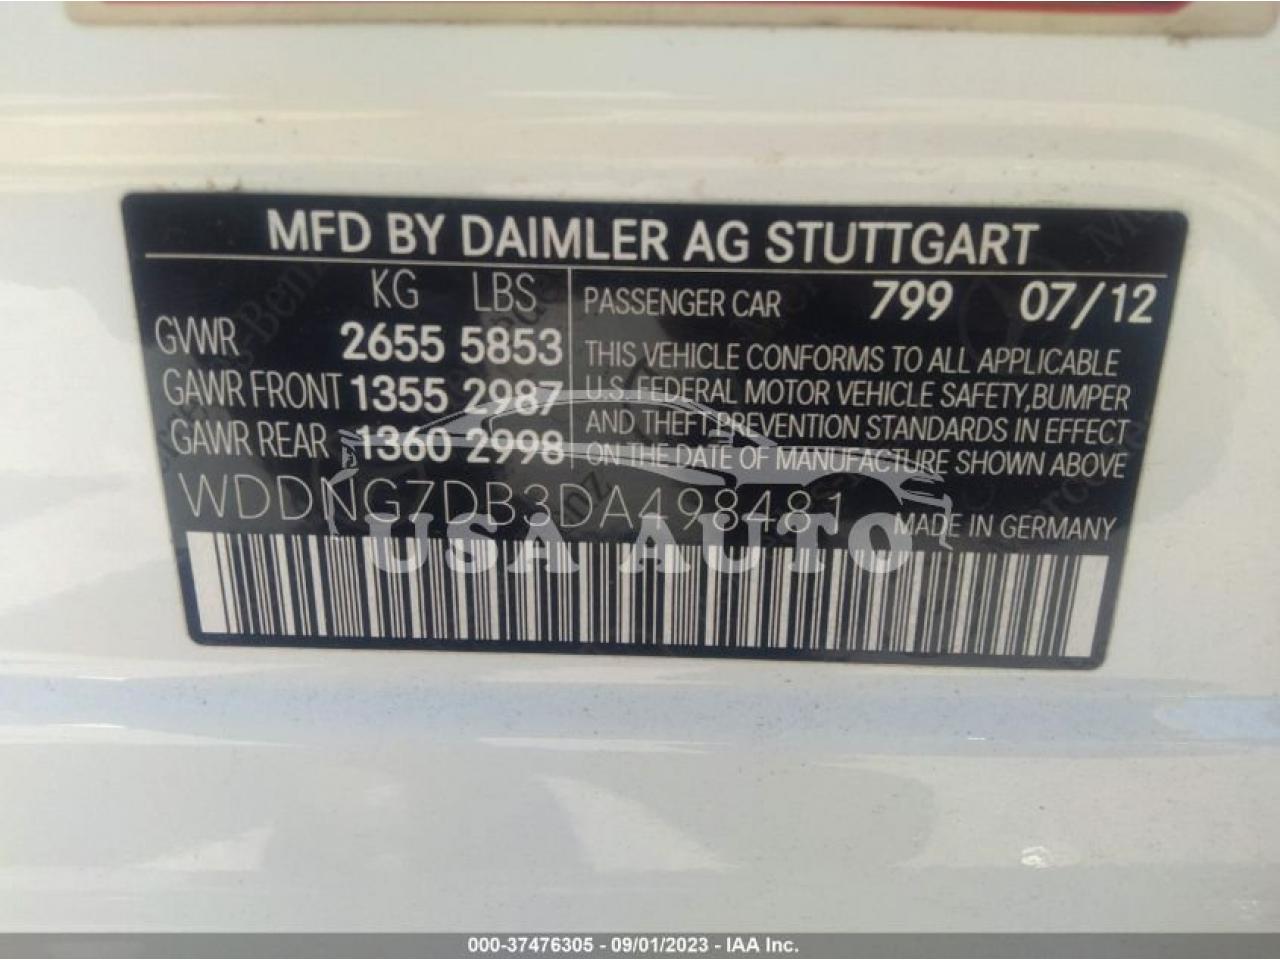 MFD BY DAIMLER AG STUTTGART
KG LBS
GVWR 2655 5853
GAWR FRONT 1355 2987
GAWR REAR 1360 2998
PASSENGER CAR 799 07/12
THIS VEHICLE CONFORMS TO ALL APPLICABLE
U.S. FEDERAL MOTOR VEHICLE SAFETY, BUMPER
AND THEFT PREVENTION STANDARDS IN EFFECT
ON THE DATE OF MANUFACTURE SHOWN ABOVE
WDDNG7DB3DA498481 MADE IN GERMANY
USA AUTO
000-37476305 - 09/01/2023 - IAA Inc.